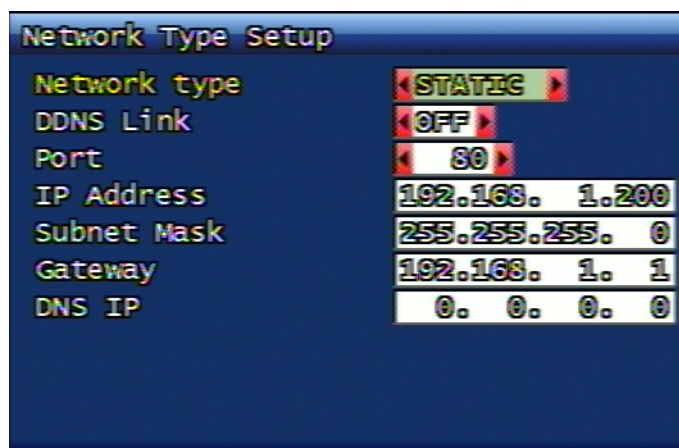 Network Type Setup
Network type STATIC
DDNS Link OFF
Port 80
IP Address 192.168. 1.200
Subnet Mask 255.255.255. 0
Gateway 192.168. 1. 1
DNS IP 0. 0. 0. 0